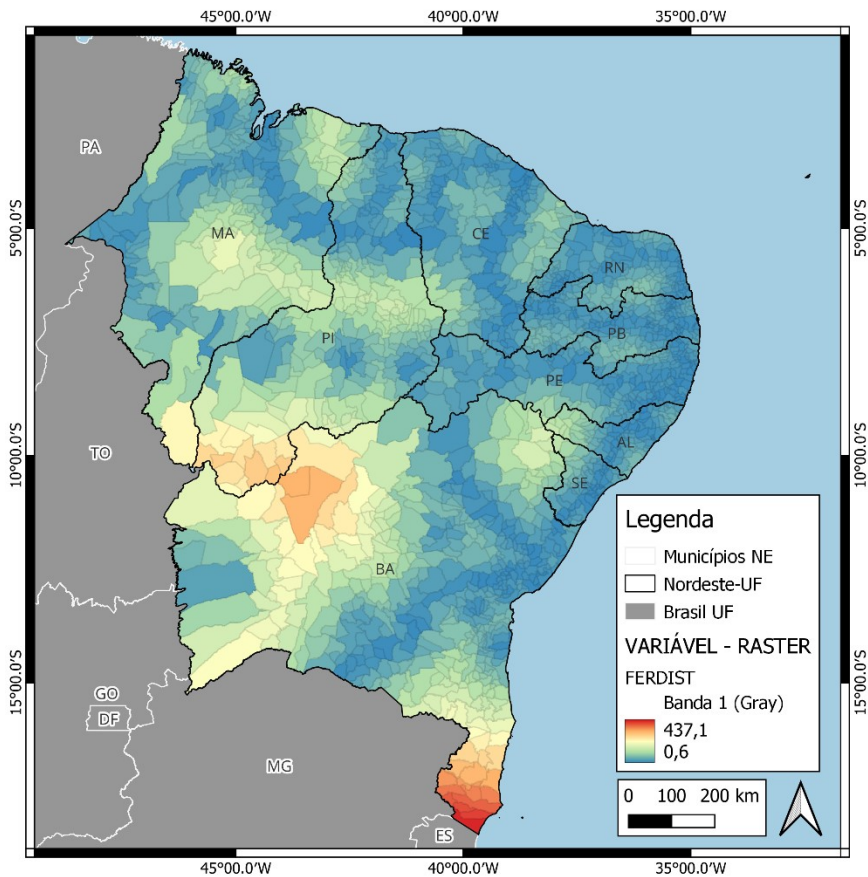 45°00.0'W 40°00.0'W 35°00.0'W
PA
5°00.0'S 5°00.0'S
MA
CE
RN
PI
PB
PE
TO
10°00.0'S 10°00.0'S
AL
SE
BA
Legenda
Municípios NE
Nordeste-UF
Brasil UF
VARIÁVEL - RASTER
FERDIST
Banda 1 (Gray)
437,1
0,6
15°00.0'S 15°00.0'S
GO
DF
MG
ES
0 100 200 km
45°00.0'W 40°00.0'W 35°00.0'W